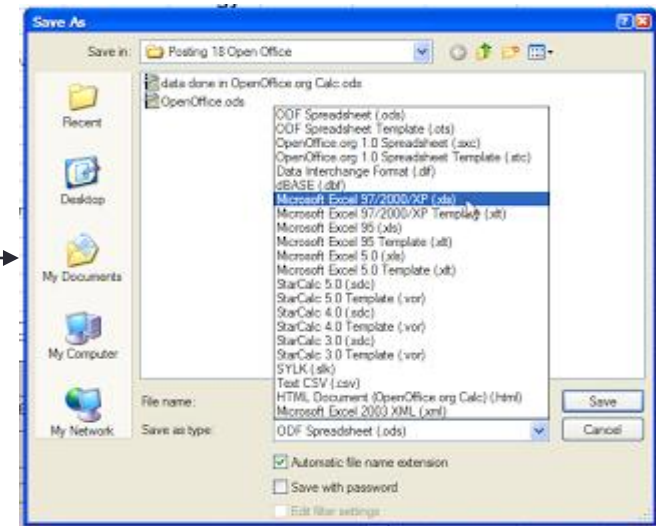 Save As
Save in: Posting 18 Open Office
data done in OpenOffice.org Calc.ods
OpenOffice.ods
Recent
Desktop
My Documents
My Computer
My Network
ODF Spreadsheet (.ods)
ODF Spreadsheet Template (.ots)
OpenOffice.org 1.0 Spreadsheet (.sxc)
OpenOffice.org 1.0 Spreadsheet Template (.stc)
Data Interchange Format (.dif)
dBASE (.dbf)
Microsoft Excel 97/2000/XP (.xls)
Microsoft Excel 97/2000/XP Template (.xlt)
Microsoft Excel 95 (.xls)
Microsoft Excel 95 Template (.xlt)
Microsoft Excel 5.0 (.xls)
Microsoft Excel 5.0 Template (.xlt)
StarCalc 5.0 (.sdc)
StarCalc 5.0 Template (.vor)
StarCalc 4.0 (.sdc)
StarCalc 4.0 Template (.vor)
StarCalc 3.0 (.sdc)
StarCalc 3.0 Template (.vor)
SYLK (.slk)
Text CSV (.csv)
HTML Document (OpenOffice.org Calc) (.html)
Microsoft Excel 2003 XML (.xml)
File name:
Save
Save as type: ODF Spreadsheet (.ods)
Cancel
Automatic file name extension
Save with password
Edit filter settings